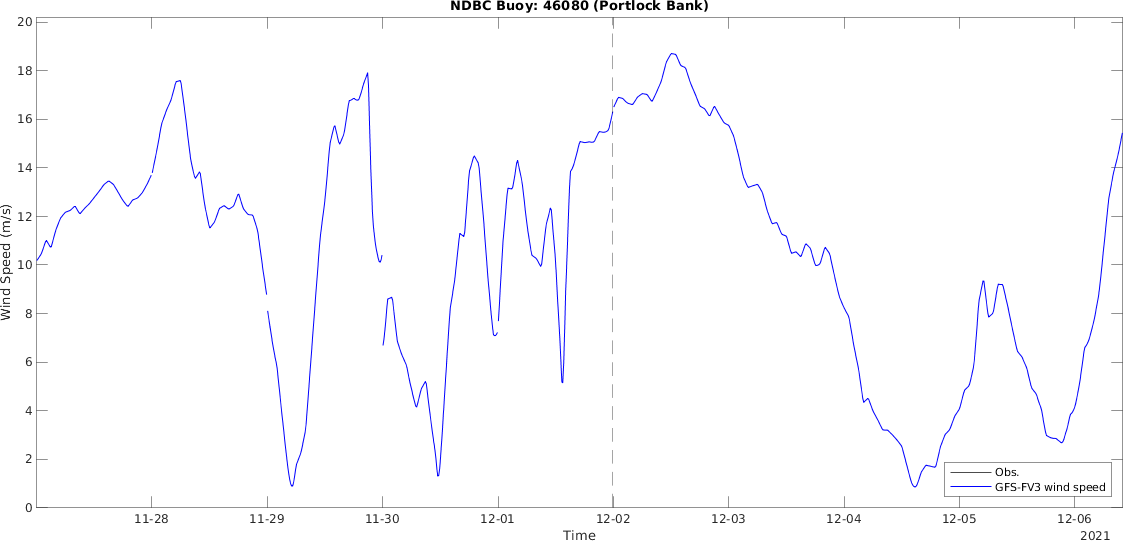 NDBC Buoy: 46080 (Portlock Bank)
20
18
16
14
12
10
8
6
4
2
0
Wind Speed (m/s)
11-28 11-29 11-30 12-01 12-02 12-03 12-04 12-05 12-06
Time
2021
Obs.
GFS-FV3 wind speed